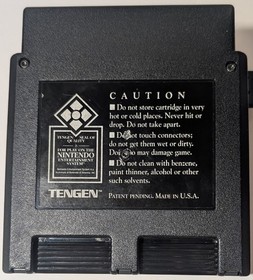 CAUTION
■ Do not store cartridge in very
hot or cold places. Never hit or
drop. Do not take apart.
■ Do not touch connectors;
do not get them wet or dirty.
Doing so may damage game.
■ Do not clean with benzene,
paint thinner, alcohol or other
such solvents.
PATENT PENDING. MADE IN U.S.A.
TENGEN SEAL OF
QUALITY
FOR PLAY ON THE
NINTENDO
ENTERTAINMENT
SYSTEM
TENGEN